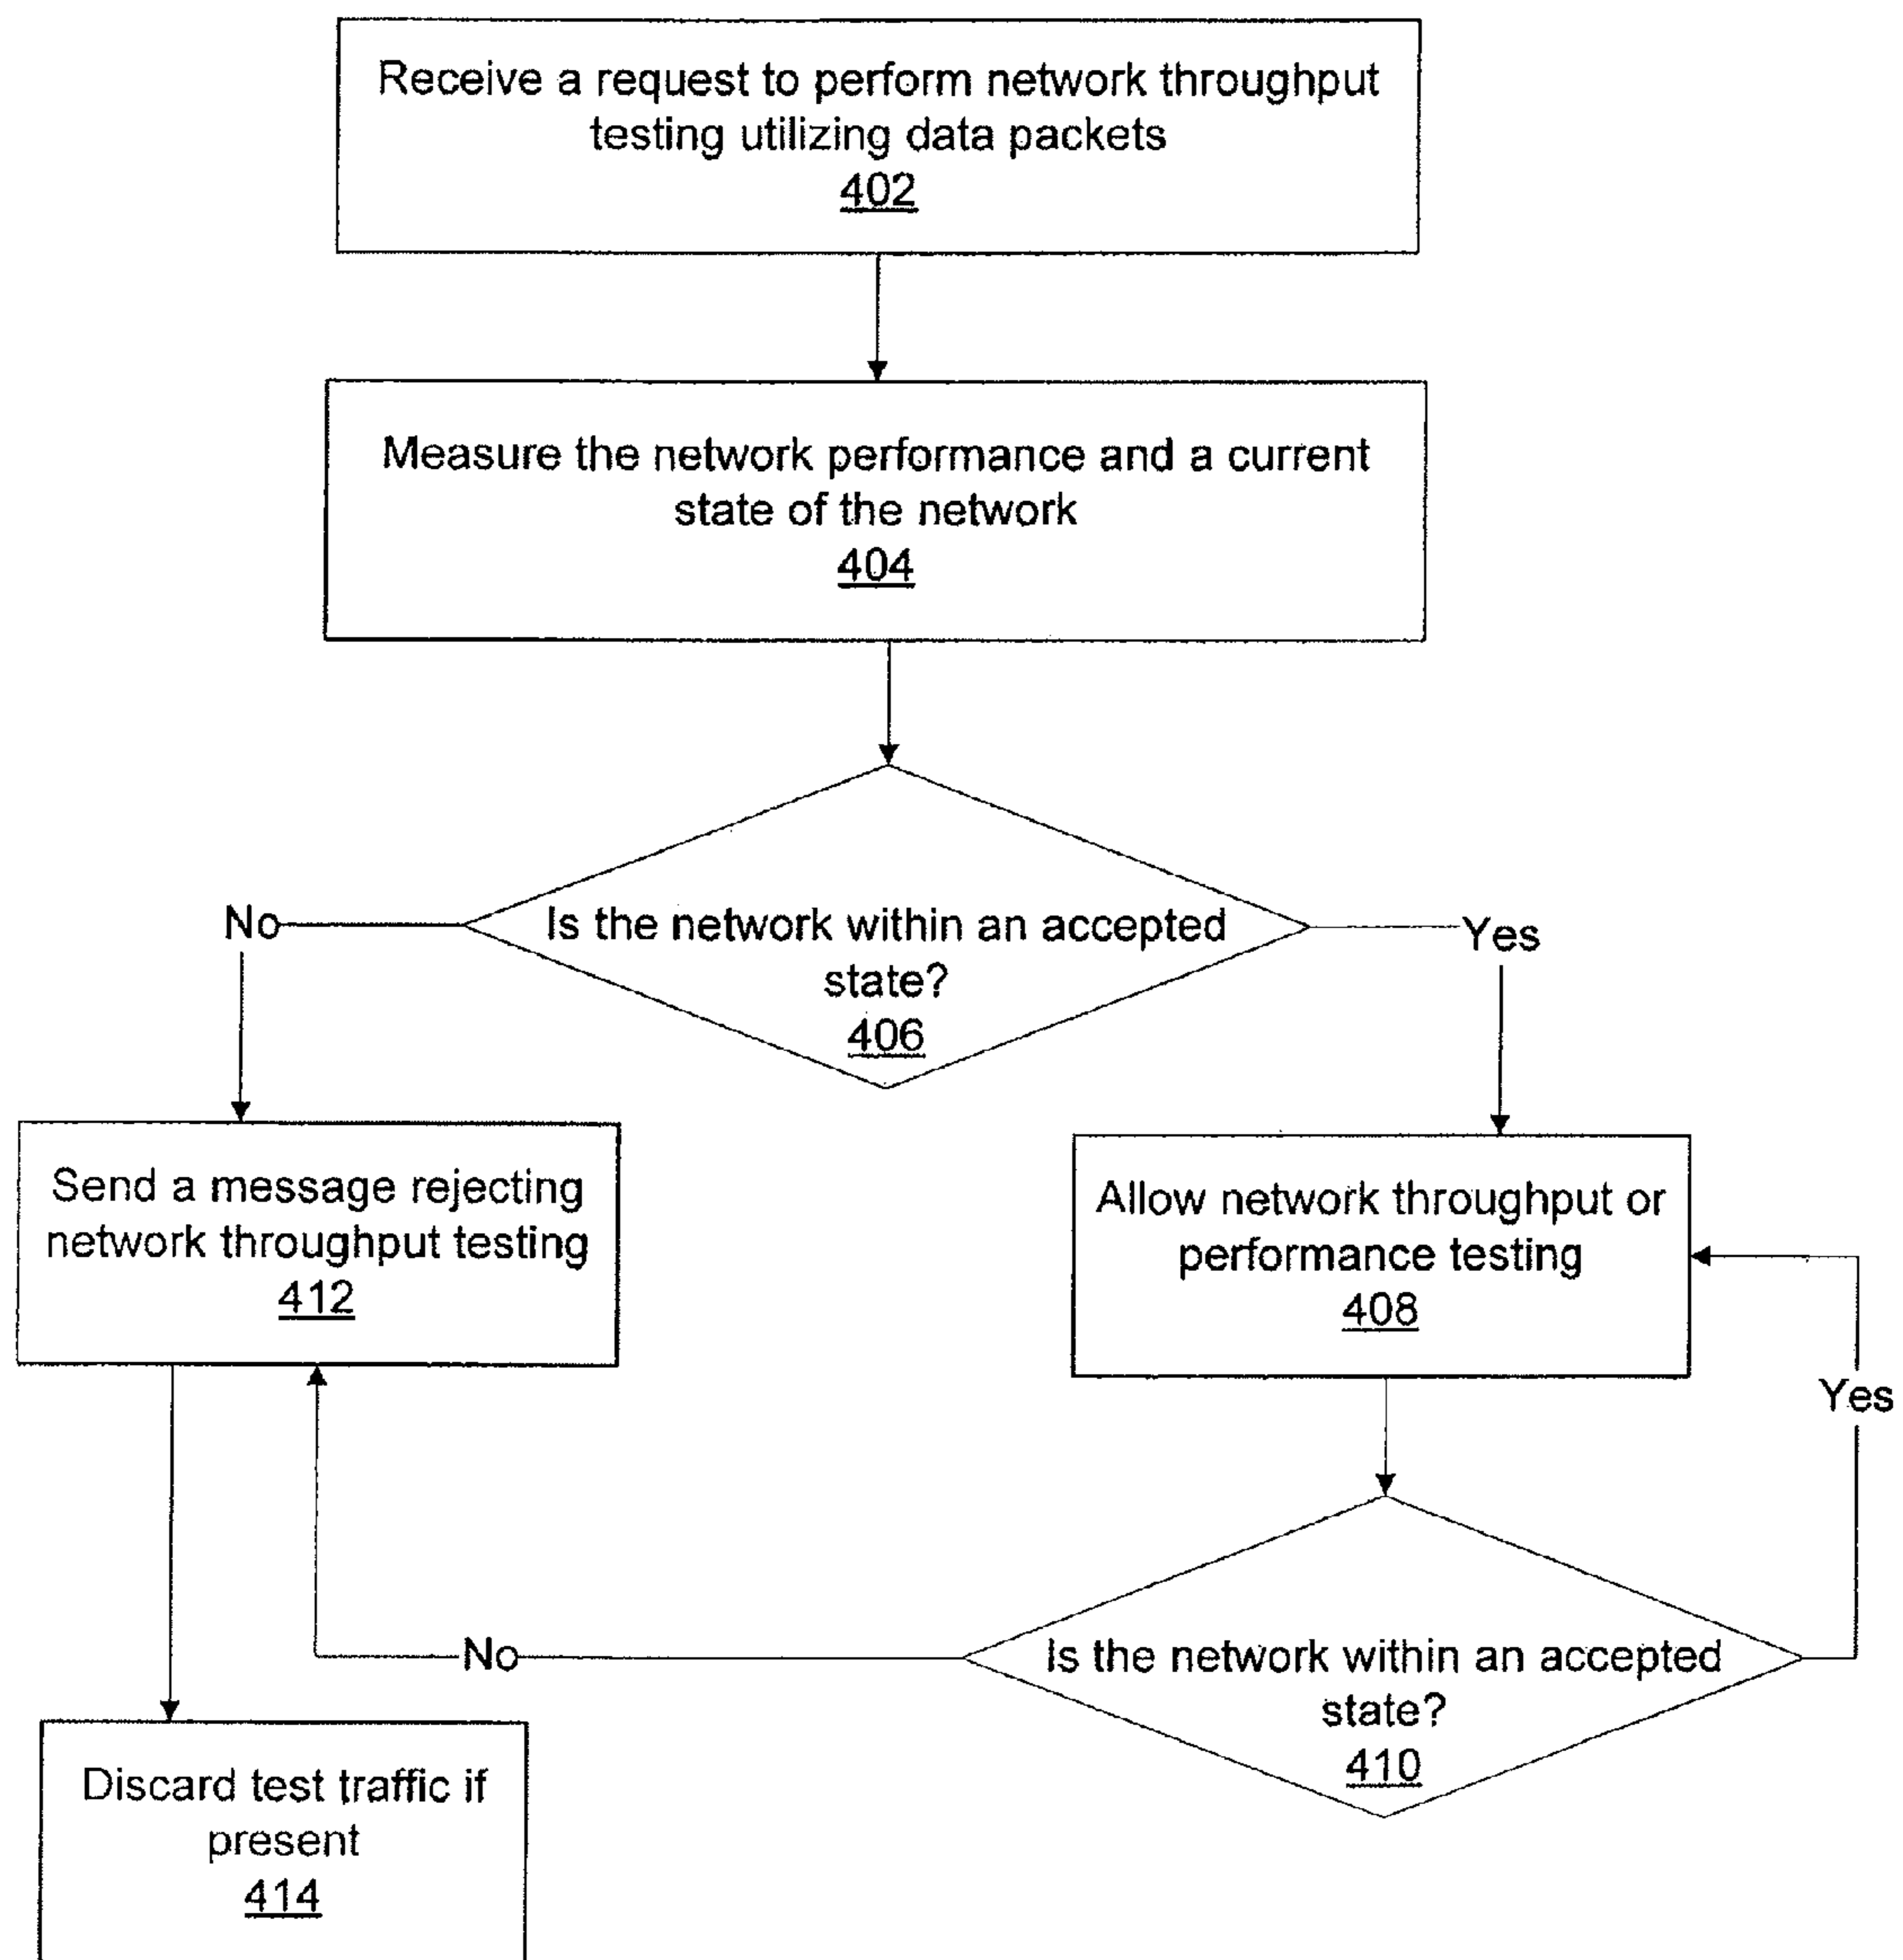 Receive a request to perform network throughput
testing utilizing data packets
402
Measure the network performance and a current
state of the network
404
Is the network within an accepted
state?
406
No
Yes
Send a message rejecting
network throughput testing
412
Allow network throughput or
performance testing
408
Yes
Is the network within an accepted
state?
410
No
Discard test traffic if
present
414